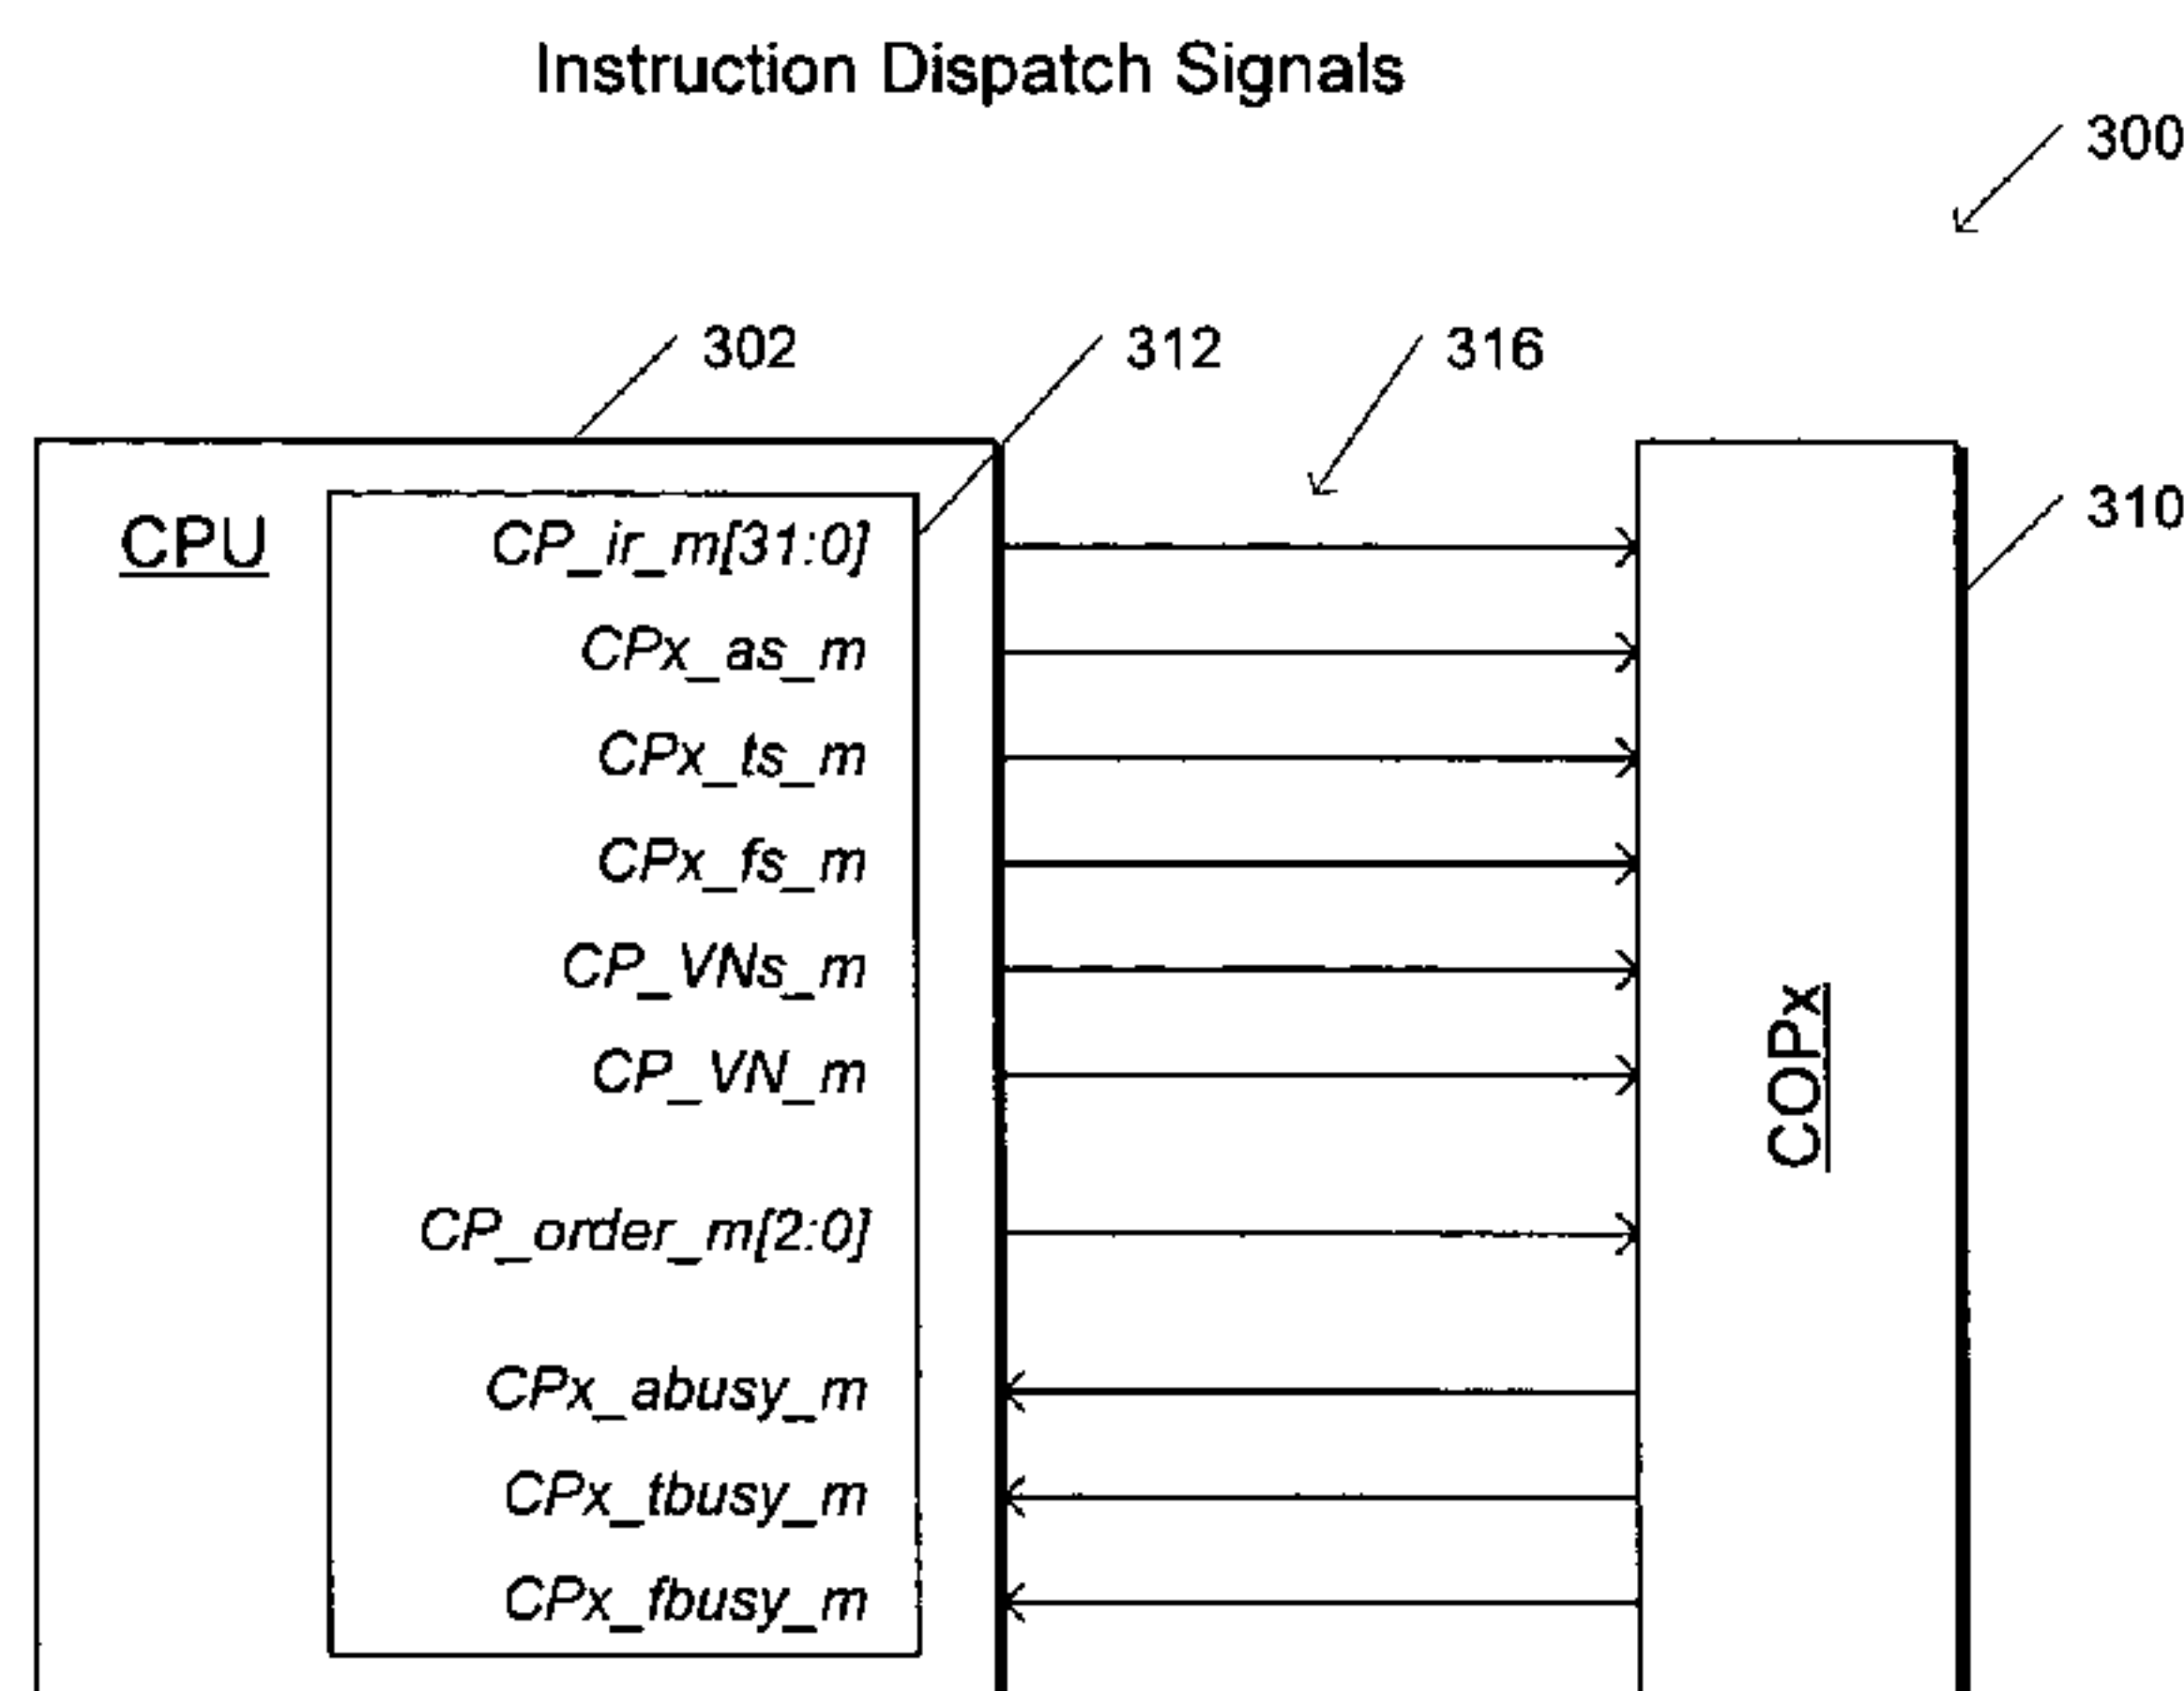 Instruction Dispatch Signals
300
302
312
316
310
CPU
CP_ir_m[31:0]
CPx_as_m
CPx_ts_m
CPx_fs_m
CP_VNs_m
CP_VN_m
CP_order_m[2:0]
CPx_abusy_m
CPx_tbusy_m
CPx_fbusy_m
COPx